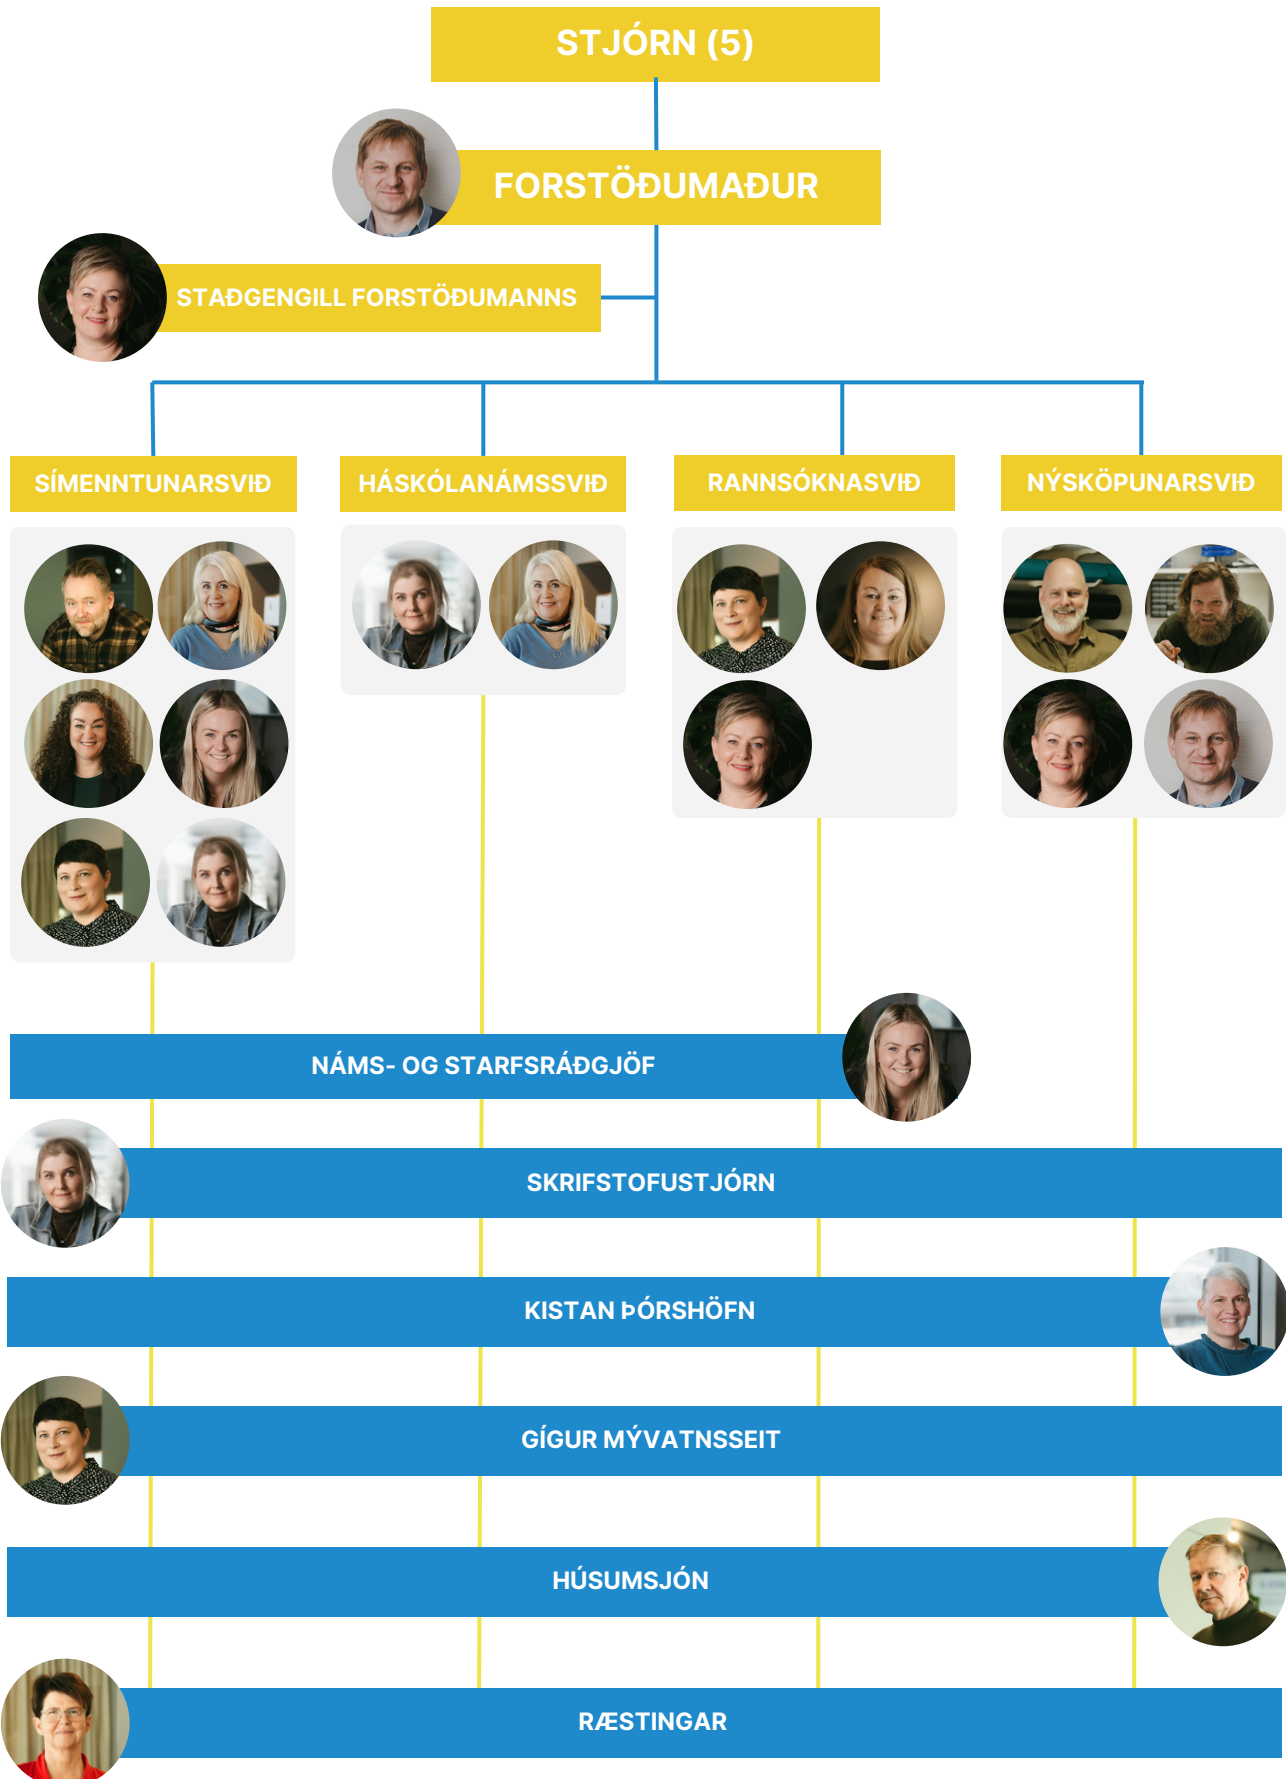 STJÓRN (5)
FORSTÖÐUMAÐUR
STAÐGENGILL FORSTÖÐUMANNS
SÍMENNTUNARSVIÐ
HÁSKÓLANÁMSSVIÐ
RANNSÓKNASVIÐ
NÝSKÖPUNARSVIÐ
NÁMS- OG STARFSRÁÐGJÖF
SKRIFSTOFUSTJÓRN
KISTAN ÞÓRSHÖFN
GÍGUR MÝVATNSSEIT
HÚSUMSJÓN
RÆSTINGAR